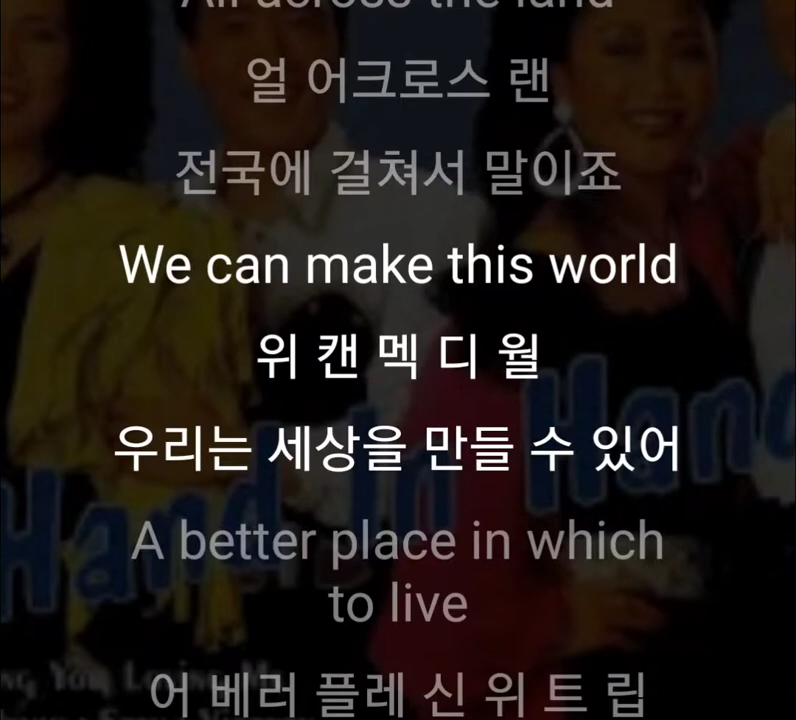 All across the land
얼 어크로스 랜
전국에 걸쳐서 말이죠
We can make this world
위 캔 멕 디 월
우리는 세상을 만들 수 있어
A better place in which
to live
어 베러 플레 신 위 트 립
Hand In Hand